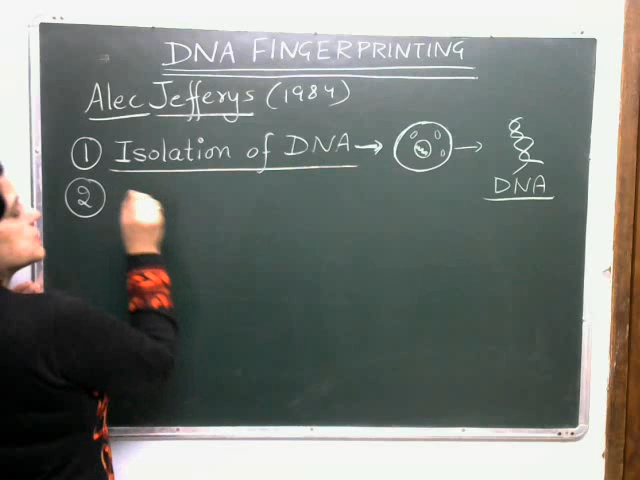 DNA FINGERPRINTING
Alec Jefferys (1984)
1 Isolation of DNA → →
DNA
2